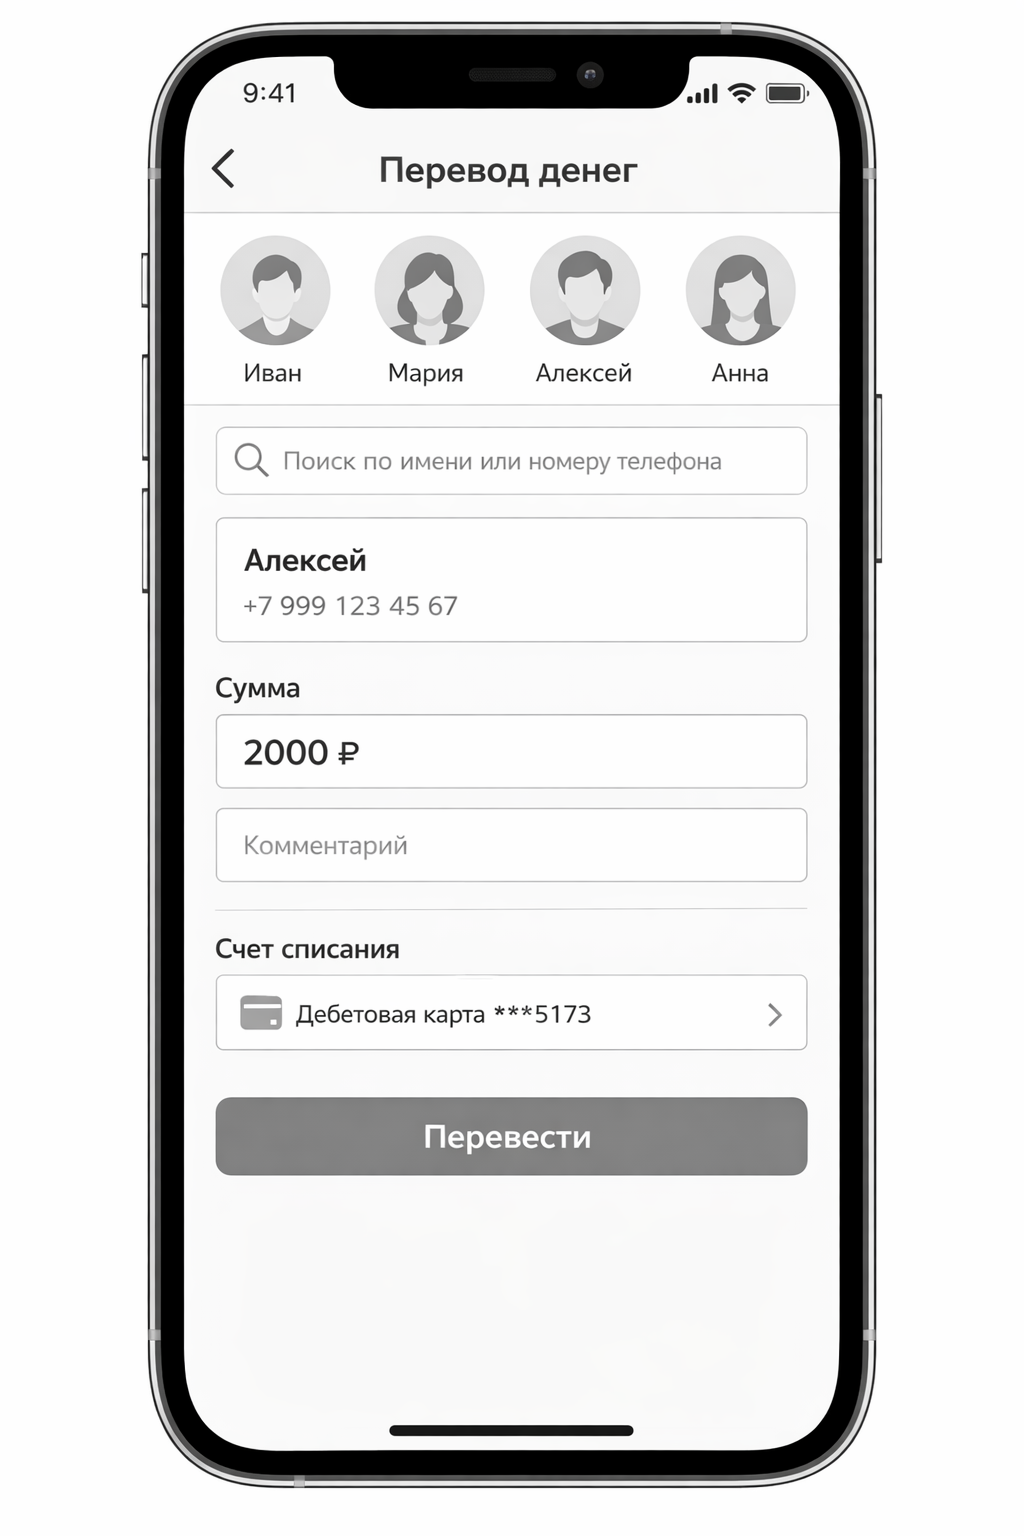 9:41
Перевод денег
Иван Мария Алексей Анна
Поиск по имени или номеру телефона
Алексей
+7 999 123 45 67
Сумма
2000 ₽
Комментарий
Счет списания
Дебетовая карта ***5173
Перевести